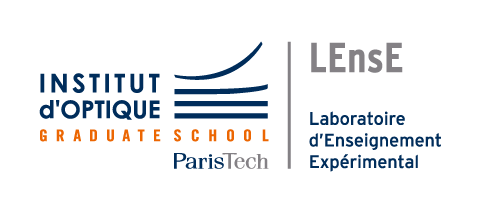 INSTITUT
d'OPTIQUE
GRADUATE SCHOOL
ParisTech
LEnsE
Laboratoire
d'Enseignement
Expérimental